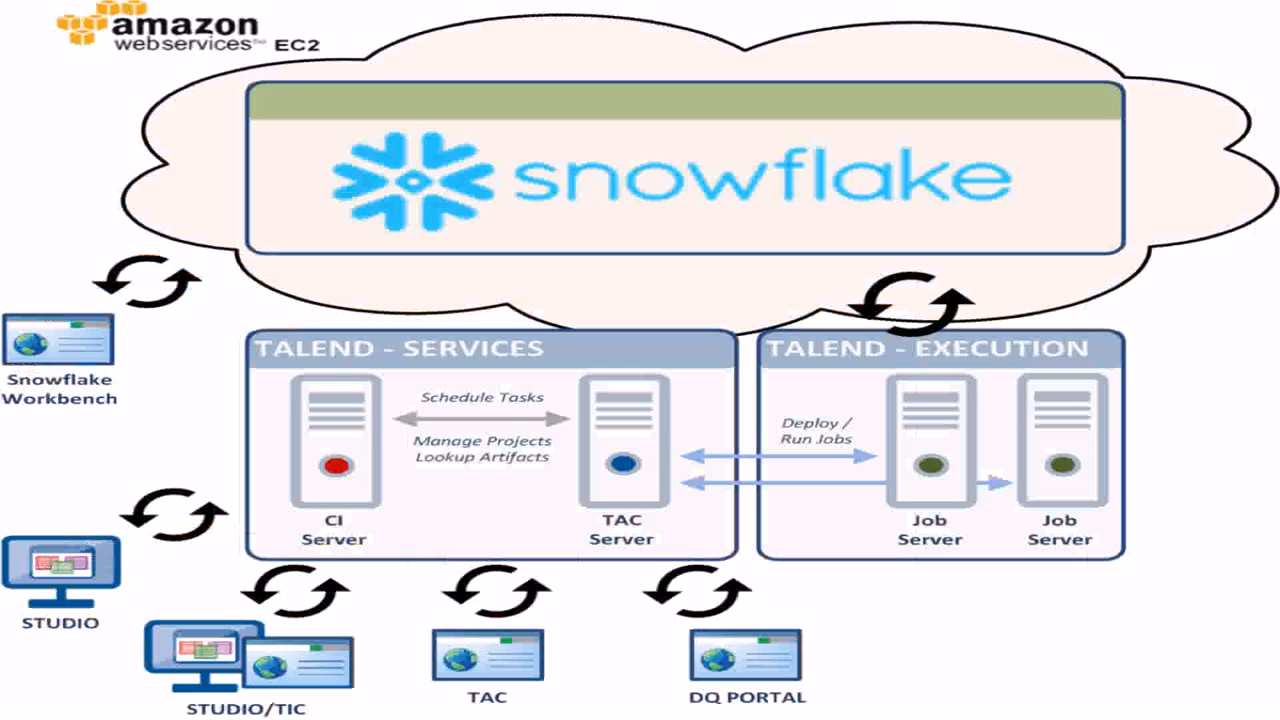 amazon
webservices™ EC2
snowflake
Snowflake
Workbench
TALEND - SERVICES
TALEND - EXECUTION
Schedule Tasks
Manage Projects
Lookup Artifacts
Deploy /
Run Jobs
CI
Server
TAC
Server
Job
Server
Job
Server
STUDIO
STUDIO/TIC
TAC
DQ PORTAL